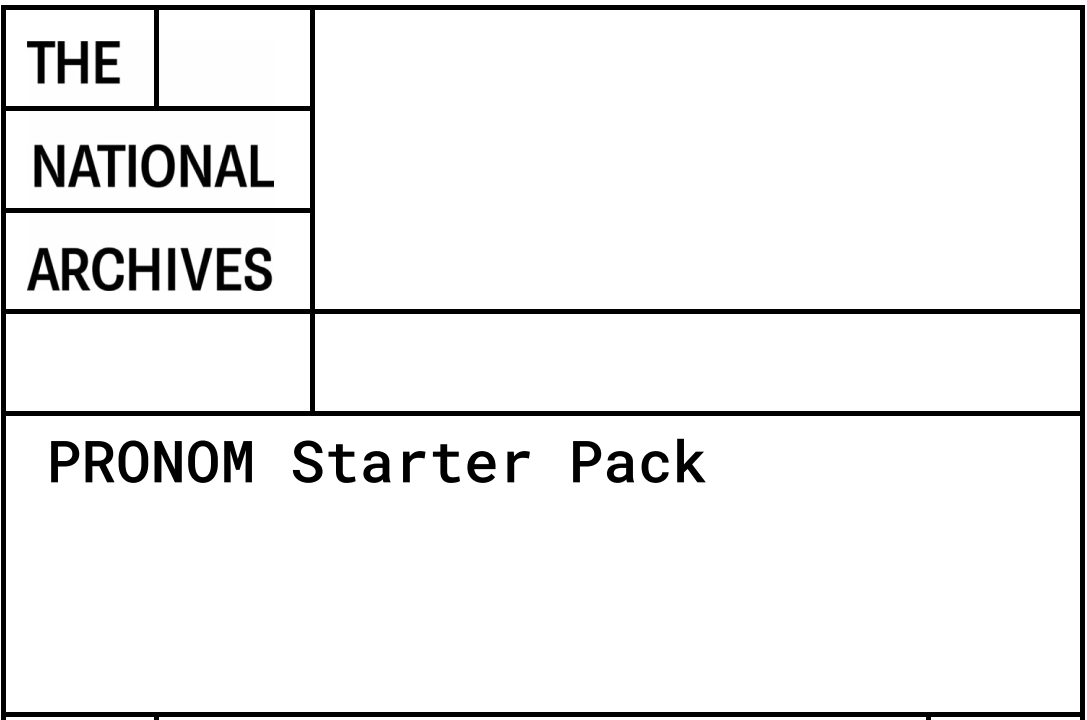 THE
NATIONAL
ARCHIVES
PRONOM Starter Pack